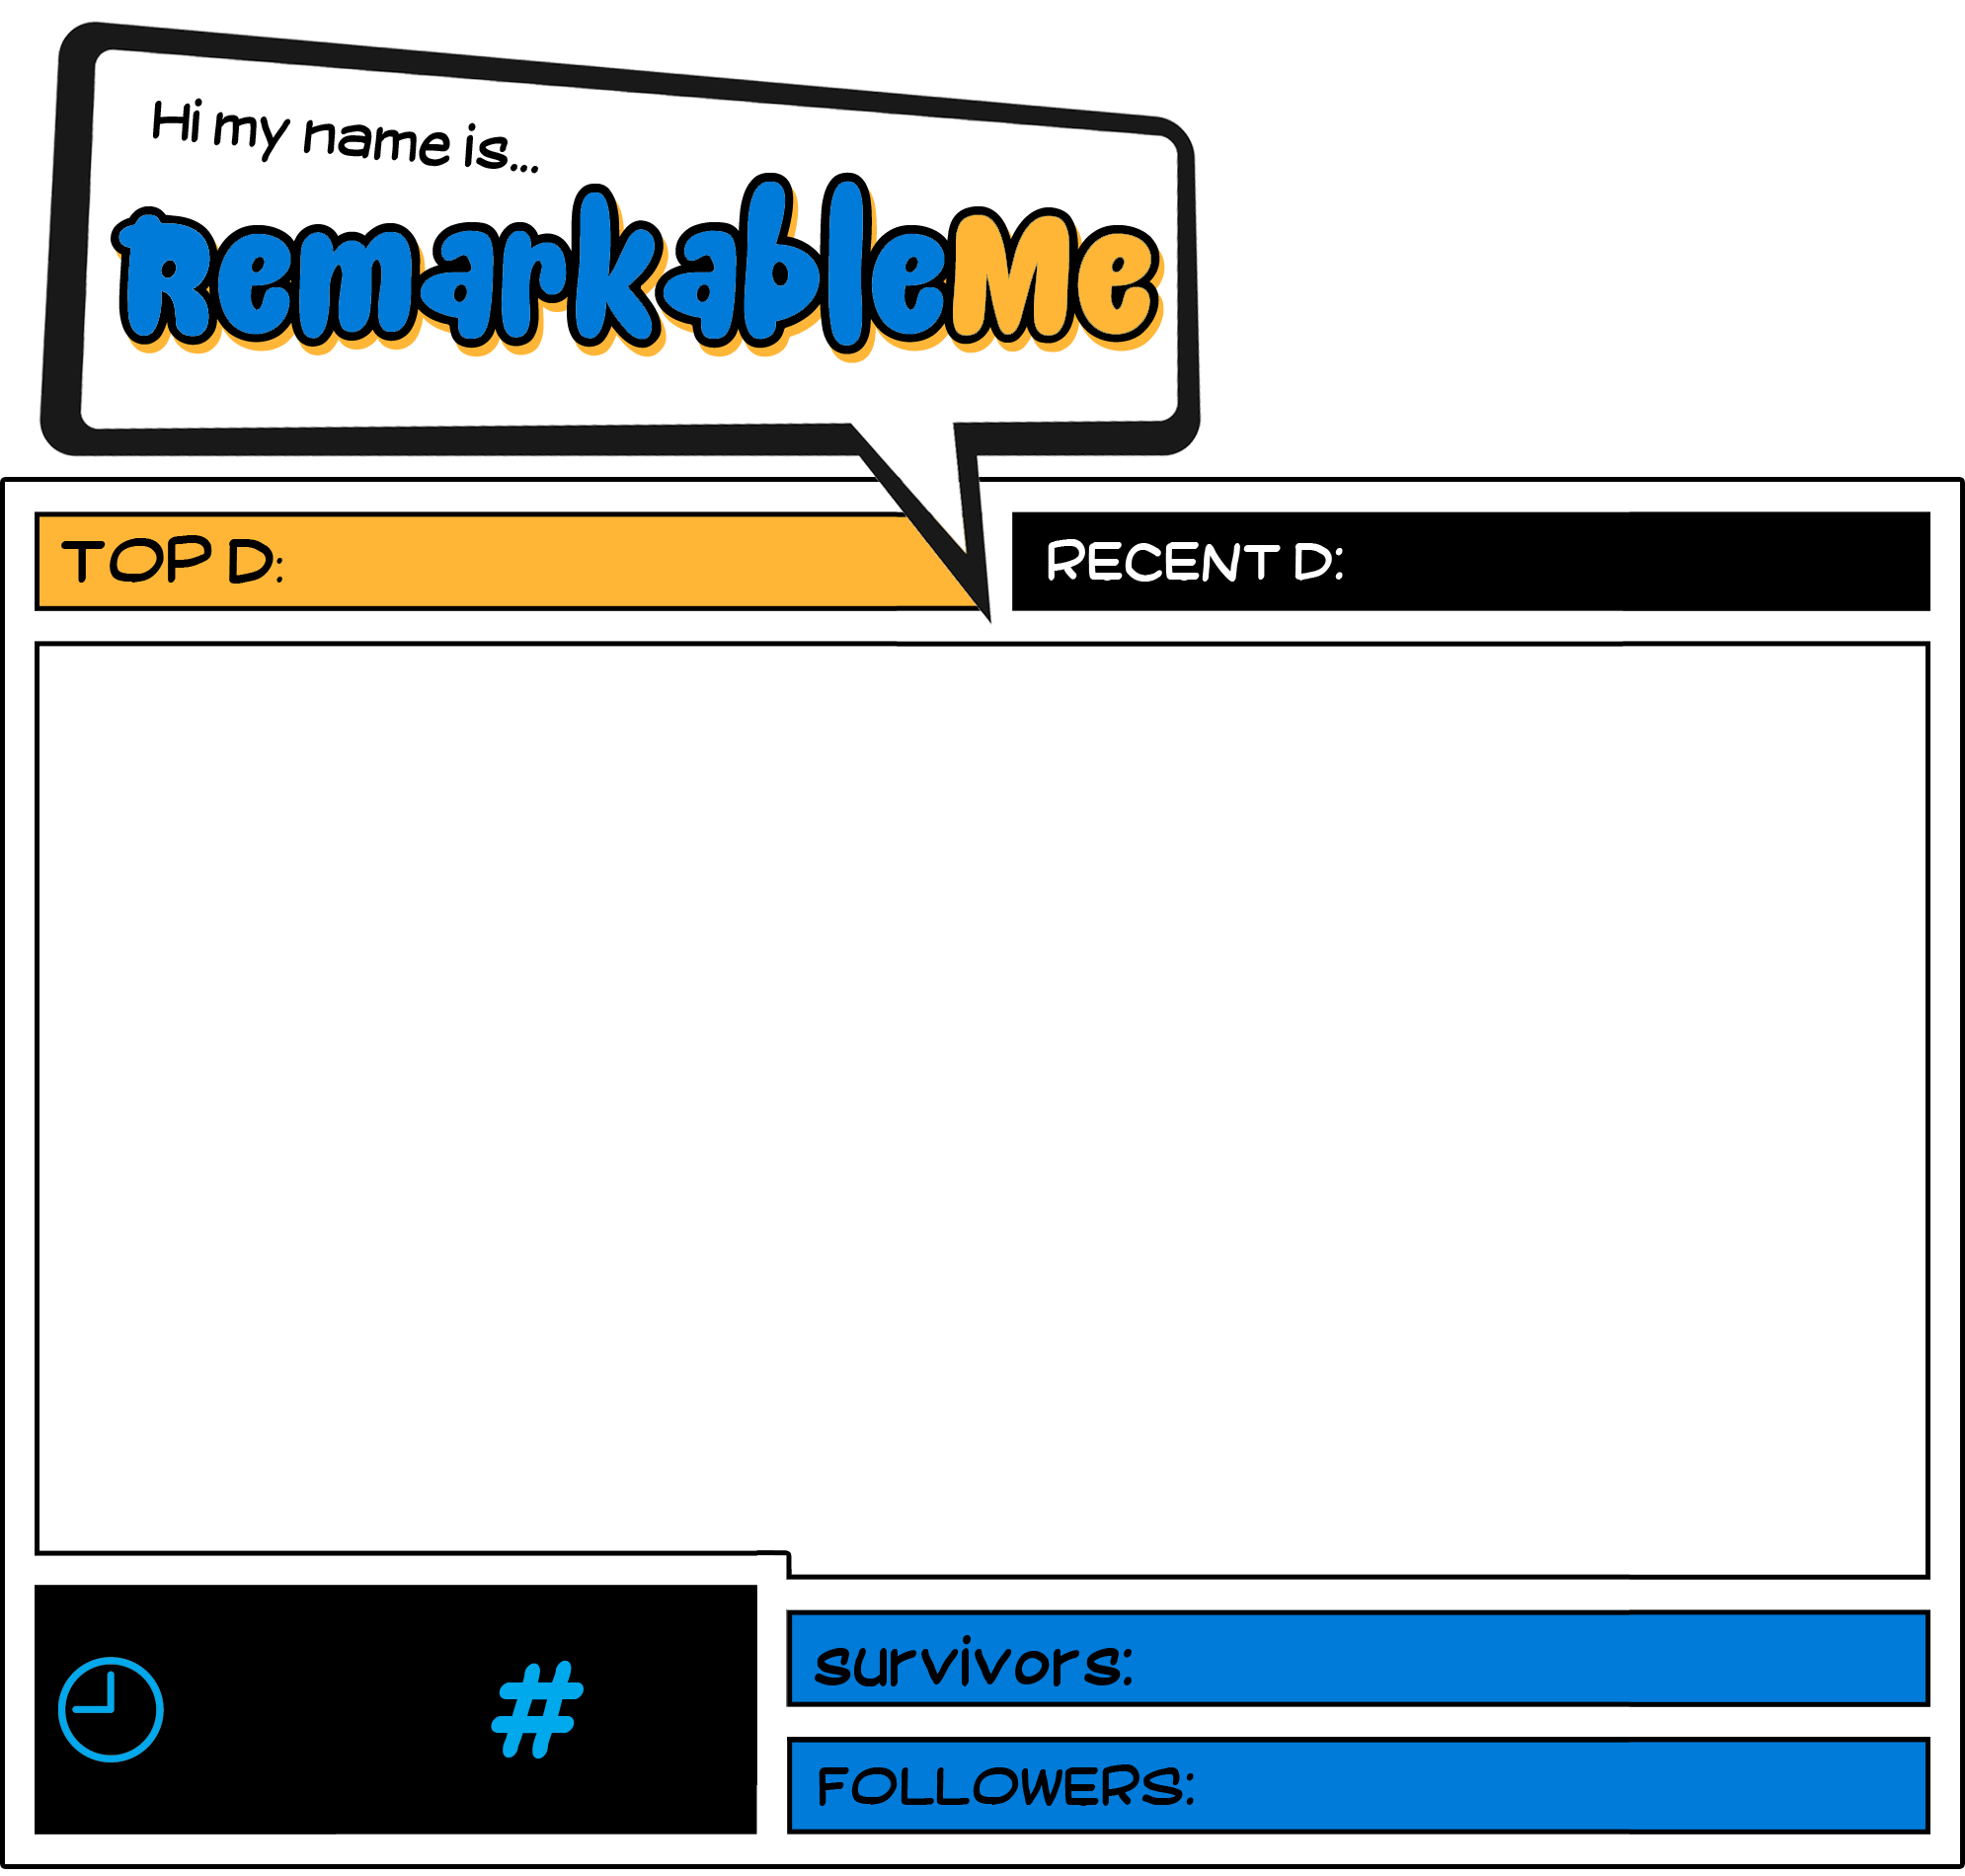 Hi my name is...
RemarkableMe
TOP D:
RECENT D:
#
survivors:
FOLLOWERS: